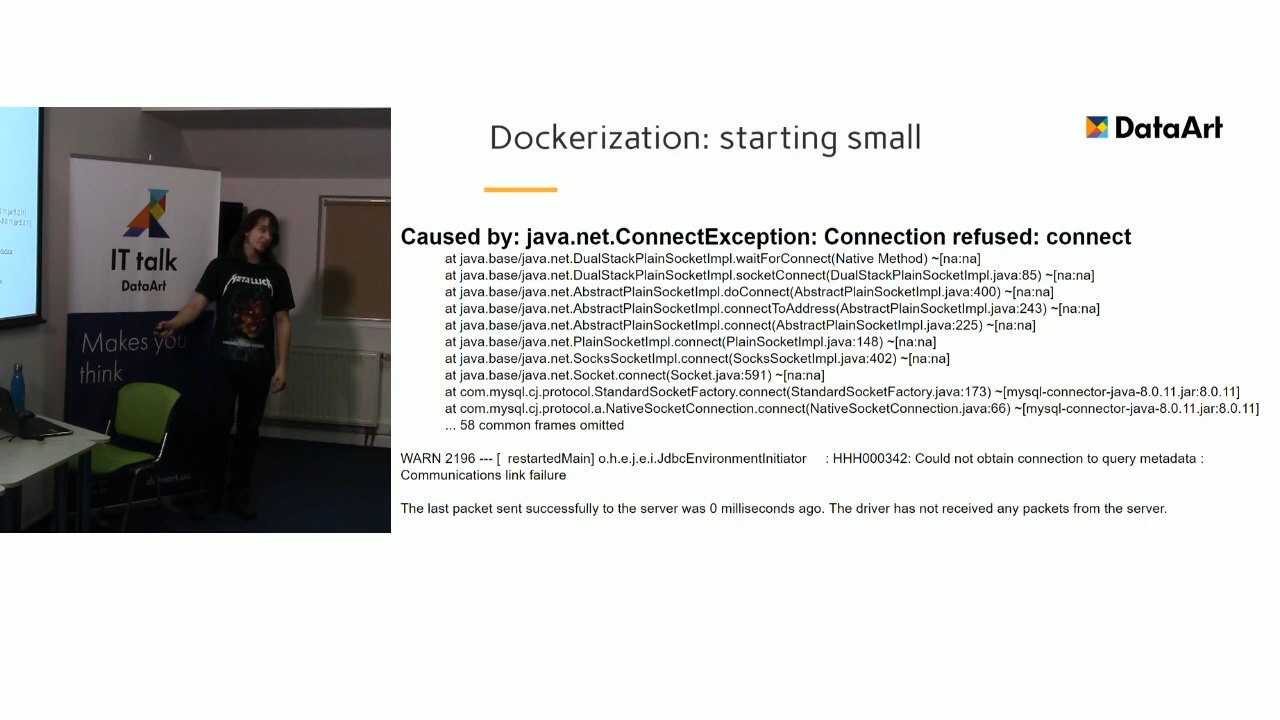 Dockerization: starting small
DataArt
Caused by: java.net.ConnectException: Connection refused: connect
at java.base/java.net.DualStackPlainSocketImpl.waitForConnect(Native Method) ~[na:na]
at java.base/java.net.DualStackPlainSocketImpl.socketConnect(DualStackPlainSocketImpl.java:85) ~[na:na]
at java.base/java.net.AbstractPlainSocketImpl.doConnect(AbstractPlainSocketImpl.java:400) ~[na:na]
at java.base/java.net.AbstractPlainSocketImpl.connectToAddress(AbstractPlainSocketImpl.java:243) ~[na:na]
at java.base/java.net.AbstractPlainSocketImpl.connect(AbstractPlainSocketImpl.java:225) ~[na:na]
at java.base/java.net.PlainSocketImpl.connect(PlainSocketImpl.java:148) ~[na:na]
at java.base/java.net.SocksSocketImpl.connect(SocksSocketImpl.java:402) ~[na:na]
at java.base/java.net.Socket.connect(Socket.java:591) ~[na:na]
at com.mysql.cj.protocol.StandardSocketFactory.connect(StandardSocketFactory.java:173) ~[mysql-connector-java-8.0.11.jar:8.0.11]
at com.mysql.cj.protocol.a.NativeSocketConnection.connect(NativeSocketConnection.java:66) ~[mysql-connector-java-8.0.11.jar:8.0.11]
... 58 common frames omitted
WARN 2196 --- [ restartedMain] o.h.e.j.e.i.JdbcEnvironmentInitiator : HHH000342: Could not obtain connection to query metadata :
Communications link failure
The last packet sent successfully to the server was 0 milliseconds ago. The driver has not received any packets from the server.
IT talk
DataArt
Makes you
think
dataart.ua
METALLICA